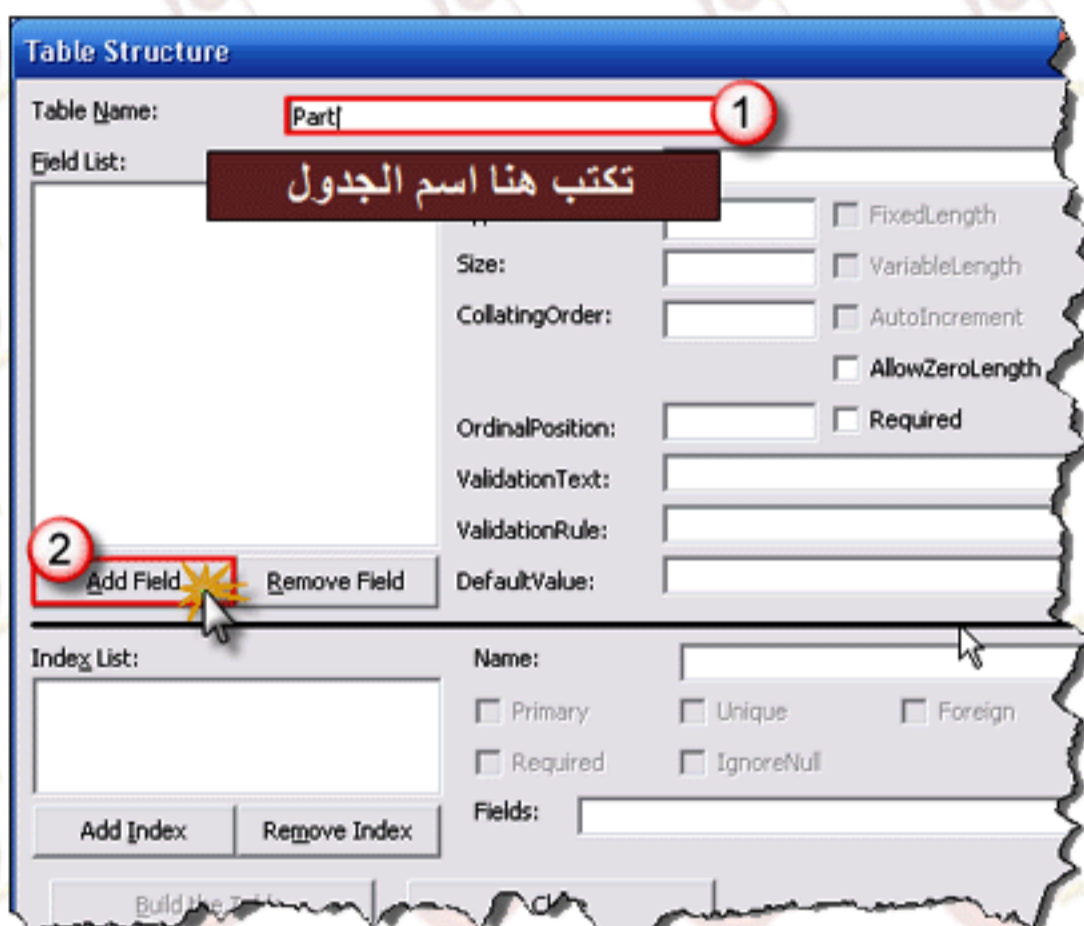 Table Structure
Table Name:
Part
1
Field List:
تكتب هنا اسم الجدول
FixedLength
Size:
VariableLength
CollatingOrder:
AutoIncrement
AllowZeroLength
OrdinalPosition:
Required
ValidationText:
ValidationRule:
2
Add Field
Remove Field
DefaultValue:
Index List:
Name:
Primary
Unique
Foreign
Required
IgnoreNull
Fields:
Add Index
Remove Index
Build the